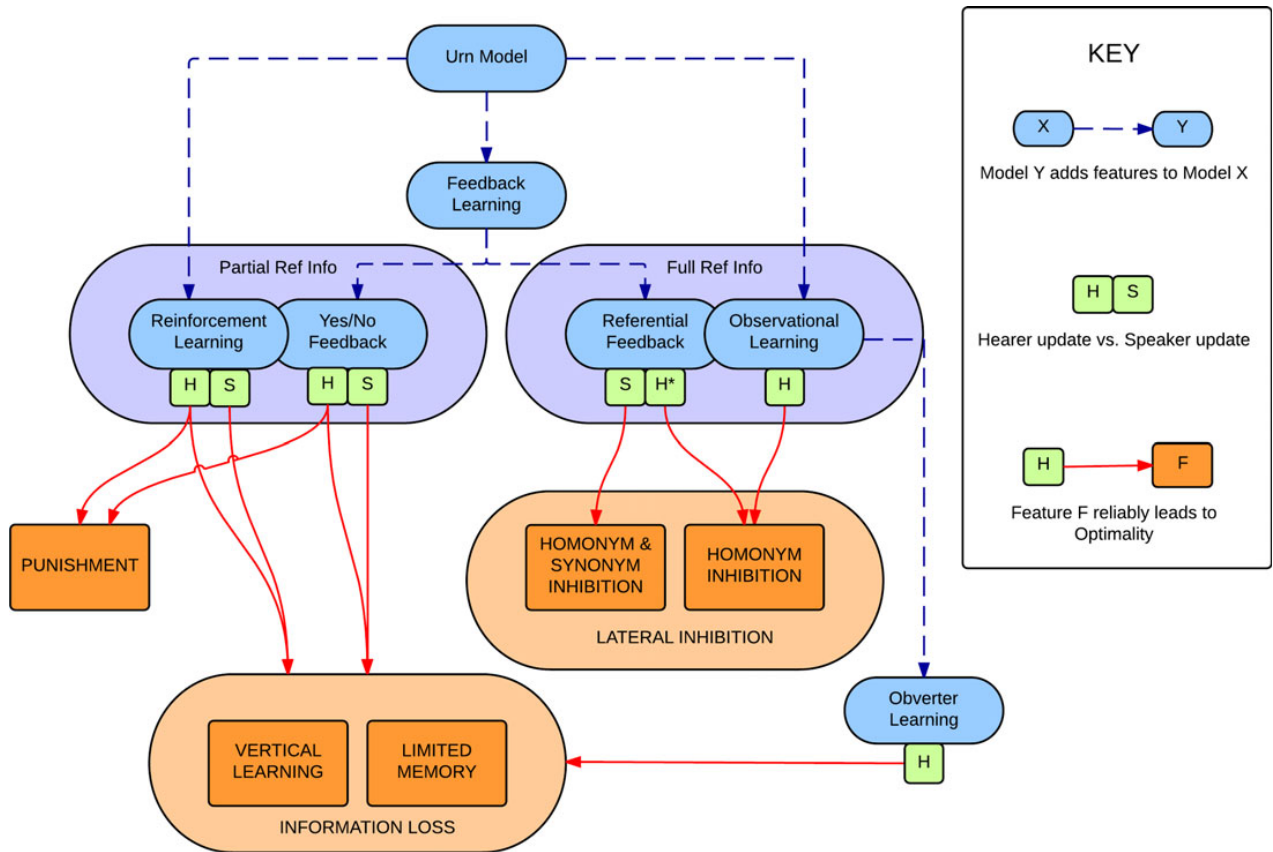 Urn Model
KEY
X
Y
Model Y adds features to Model X
Feedback
Learning
Partial Ref Info
Full Ref Info
H
S
Hearer update vs. Speaker update
Reinforcement
Learning
Yes/No
Feedback
Referential
Feedback
Observational
Learning
H
S
H
S
S
H*
H
H
F
Feature F reliably leads to
Optimality
PUNISHMENT
HOMONYM &
SYNONYM
INHIBITION
HOMONYM
INHIBITION
LATERAL INHIBITION
Obverter
Learning
H
VERTICAL
LEARNING
LIMITED
MEMORY
INFORMATION LOSS